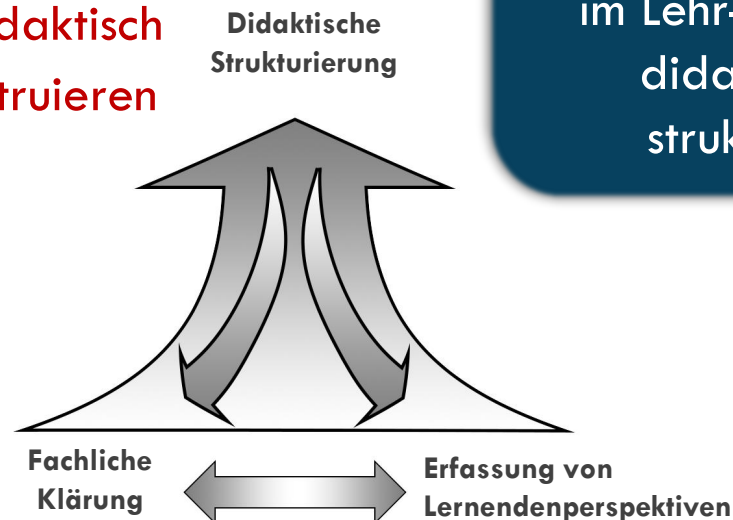 daktisch
truieren
Didaktische
Strukturierung
im Lehr-
dida
struk
Fachliche
Klärung
Erfassung von
Lernendenperspektiven